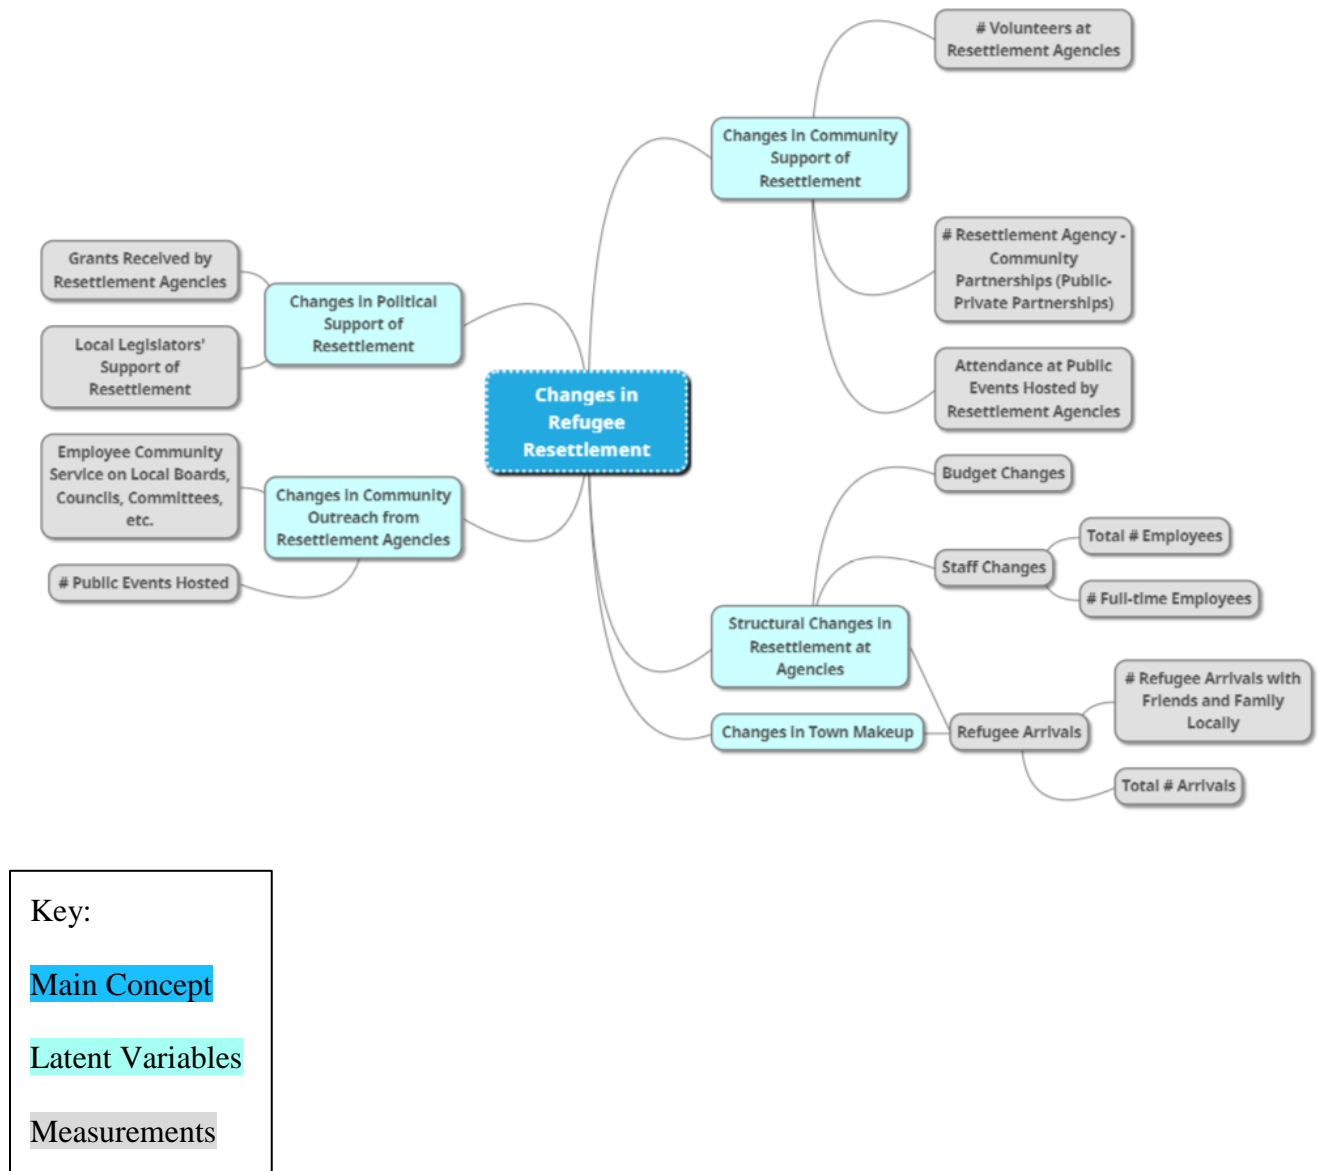 # Volunteers at
Resettlement Agencies
Changes in Community
Support of
Resettlement
# Resettlement Agency -
Community
Partnerships (Public-
Private Partnerships)
Attendance at Public
Events Hosted by
Resettlement Agencies
Grants Received by
Resettlement Agencies
Changes in Political
Support of
Resettlement
Local Legislators'
Support of
Resettlement
Changes in
Refugee
Resettlement
Employee Community
Service on Local Boards,
Councils, Committees,
etc.
Changes in Community
Outreach from
Resettlement Agencies
# Public Events Hosted
Budget Changes
Staff Changes
Total # Employees
# Full-time Employees
Structural Changes in
Resettlement at
Agencies
Changes in Town Makeup
Refugee Arrivals
# Refugee Arrivals with
Friends and Family
Locally
Total # Arrivals
Key:
Main Concept
Latent Variables
Measurements